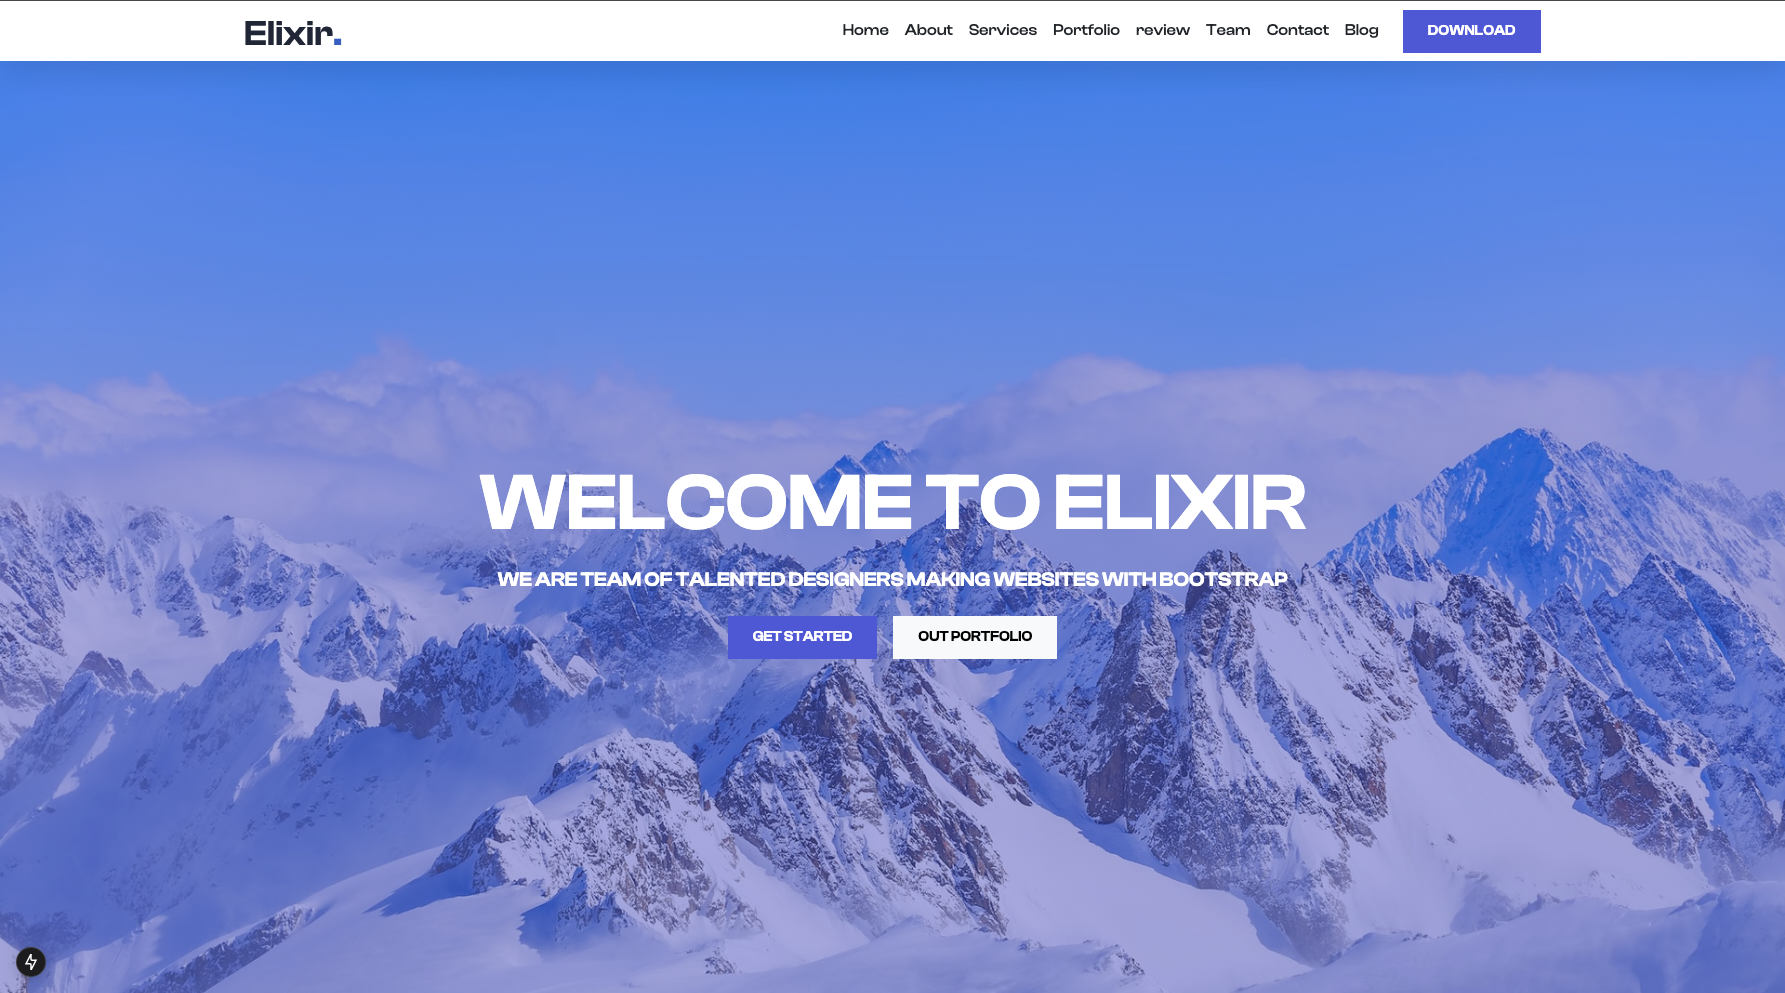 Elixir.
Home About Services Portfolio review Team Contact Blog DOWNLOAD
WELCOME TO ELIXIR
WE ARE TEAM OF TALENTED DESIGNERS MAKING WEBSITES WITH BOOTSTRAP
GET STARTED OUT PORTFOLIO